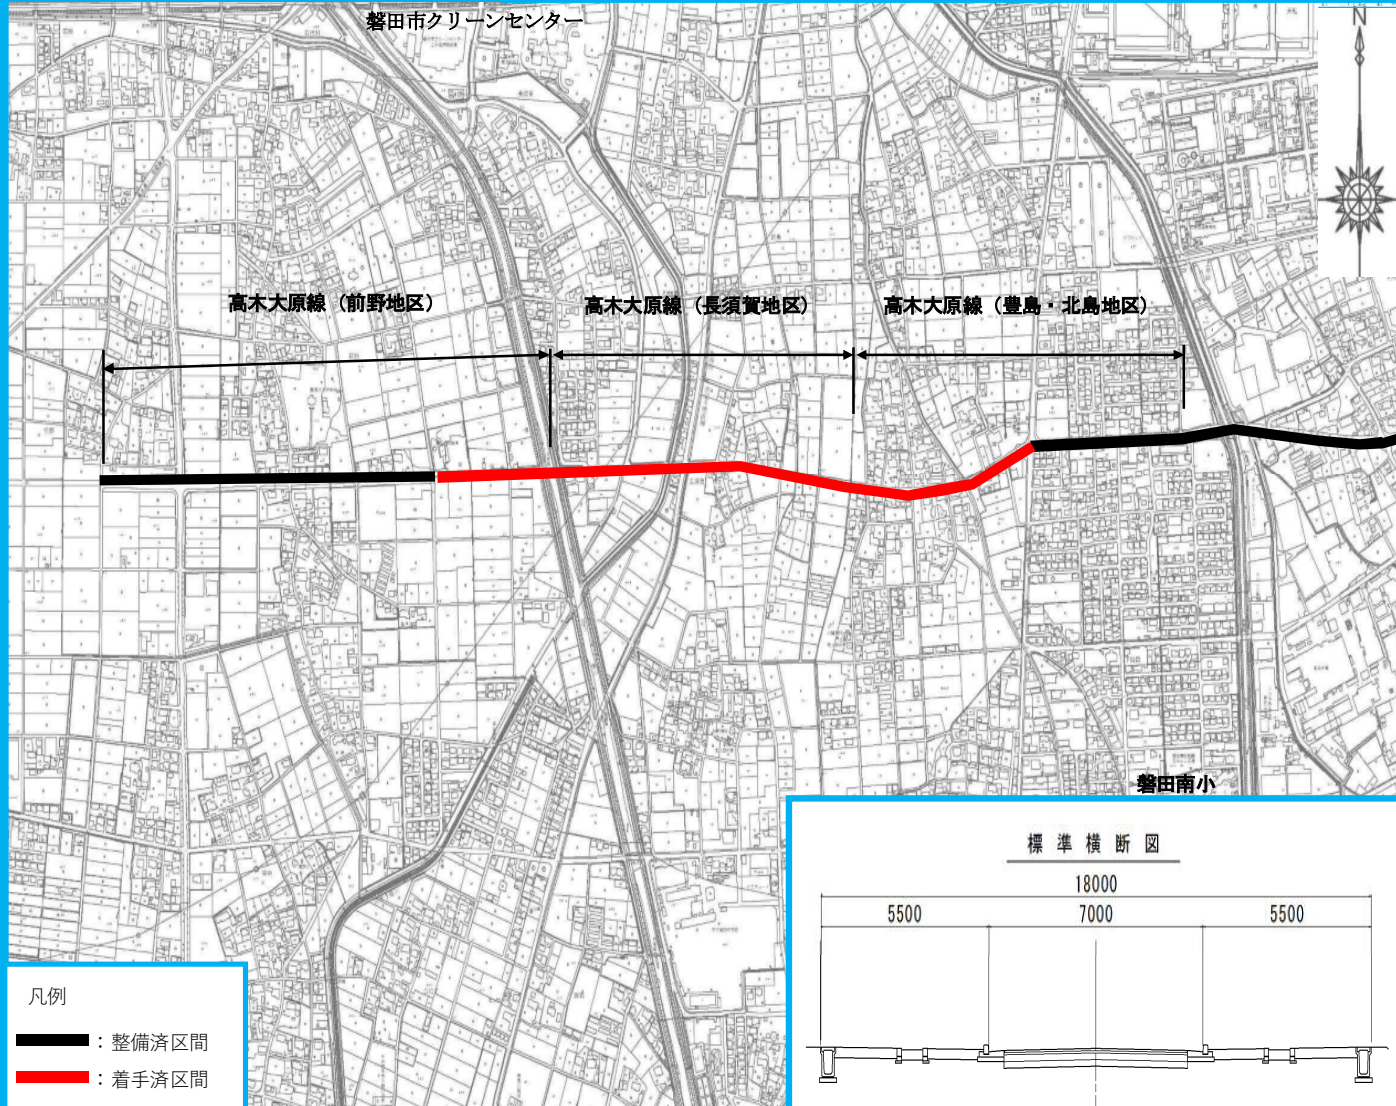 磐田市クリーンセンター
N
高木大原線（前野地区）
高木大原線（長須賀地区）
高木大原線（豊島・北島地区）
磐田南小
標準横断図
18000
5500
7000
5500
凡例
：整備済区間
：着手済区間